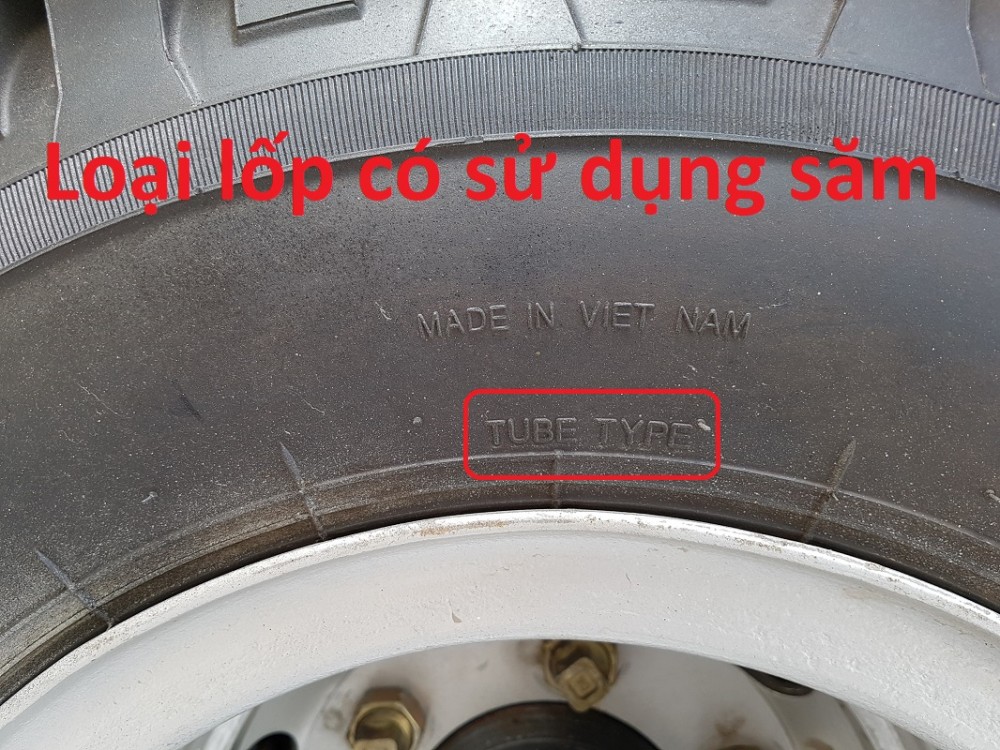 Loại lốp có sử dụng săm
MADE IN VIET NAM
TUBE TYPE